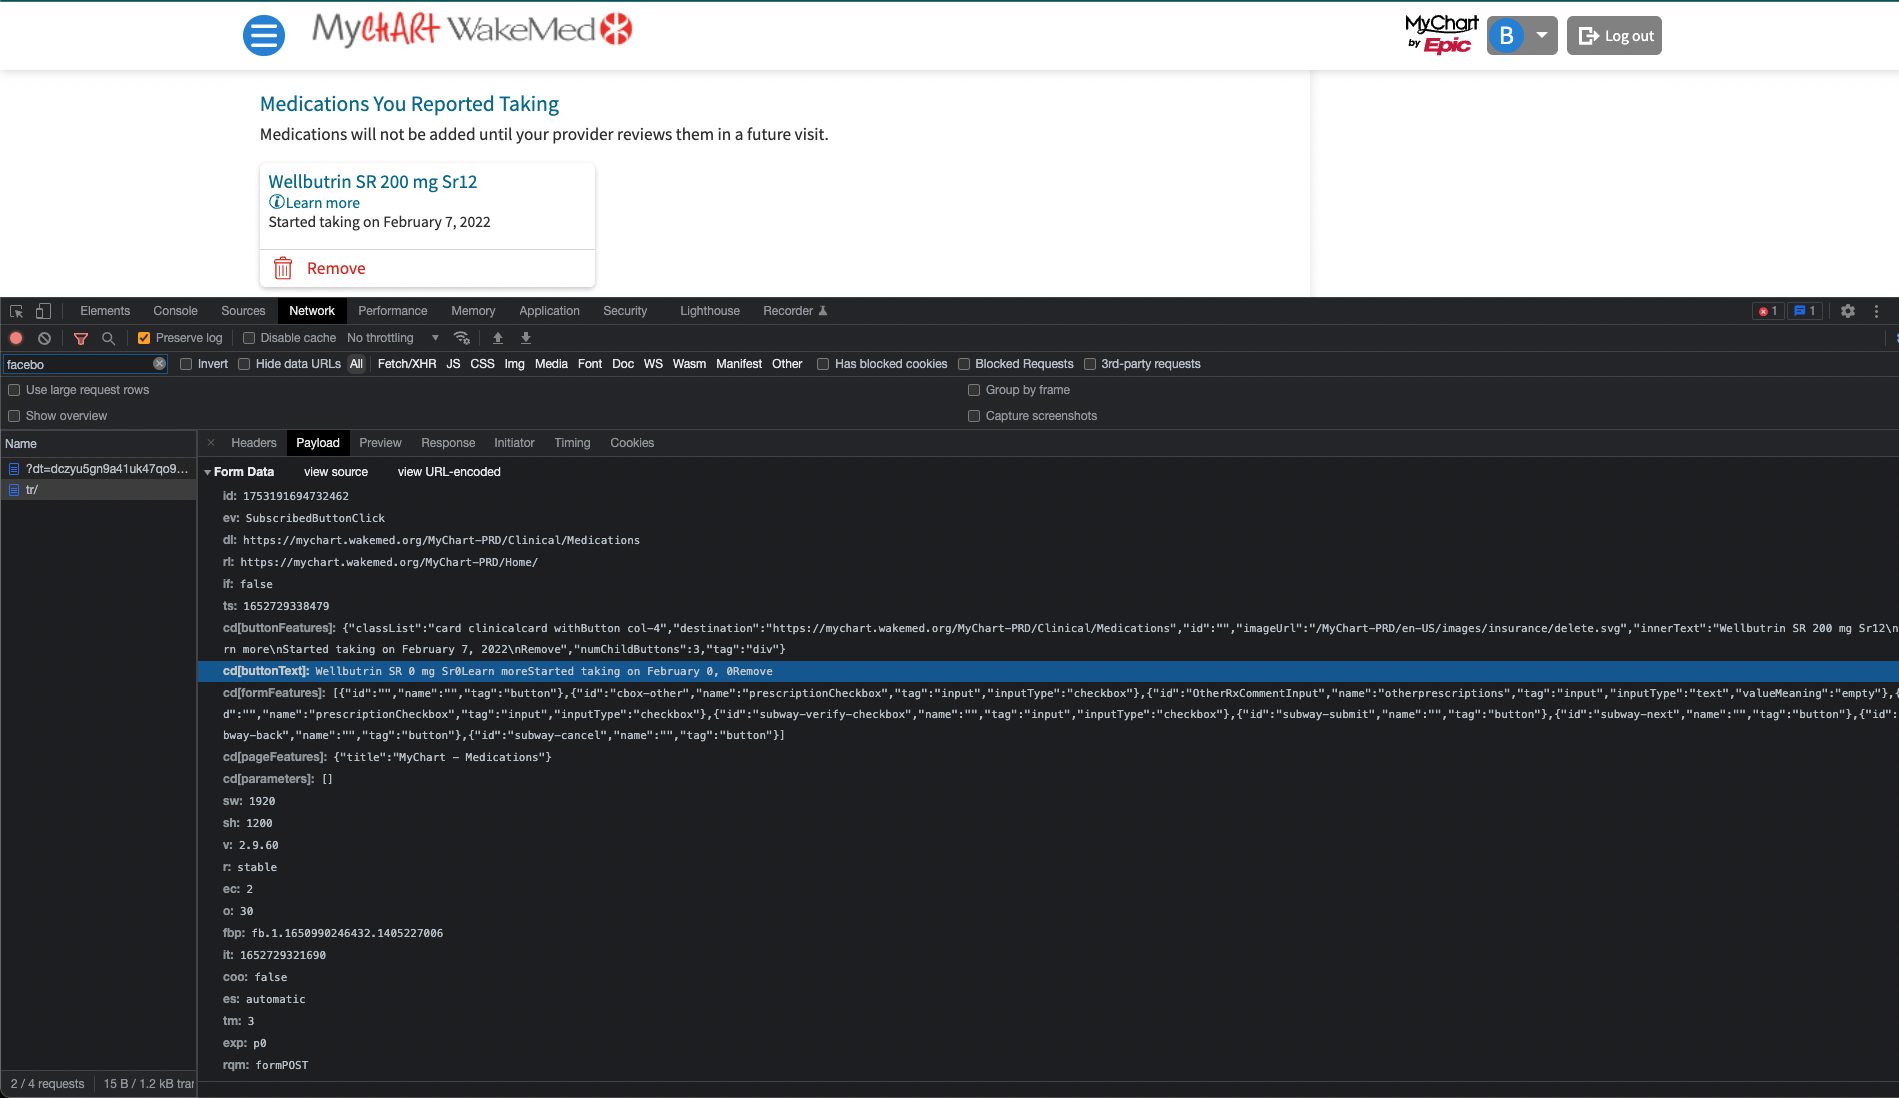 MyChart WakeMed
MyChart by Epic
B
Log out
Medications You Reported Taking
Medications will not be added until your provider reviews them in a future visit.
Wellbutrin SR 200 mg Sr12
Learn more
Started taking on February 7, 2022
Remove
Elements Console Sources Network Performance Memory Application Security Lighthouse Recorder 1 1
Preserve log Disable cache No throttling
facebo Invert Hide data URLs All Fetch/XHR JS CSS Img Media Font Doc WS Wasm Manifest Other Has blocked cookies Blocked Requests 3rd-party requests
Use large request rows Group by frame
Show overview Capture screenshots
Name × Headers Payload Preview Response Initiator Timing Cookies
?dt=dczyu5gn9a41uk47qo9...
tr/
Form Data view source view URL-encoded
id: 1753191694732462
ev: SubscribedButtonClick
dl: https://mychart.wakemed.org/MyChart-PRD/Clinical/Medications
rl: https://mychart.wakemed.org/MyChart-PRD/Home/
if: false
ts: 1652729338479
cd[buttonFeatures]: {"classList":"card clinicalcard withButton col-4","destination":"https://mychart.wakemed.org/MyChart-PRD/Clinical/Medications","id":"","imageUrl":"/MyChart-PRD/en-US/images/insurance/delete.svg","innerText":"Wellbutrin SR 200 mg Sr12\n
rn more\nStarted taking on February 7, 2022\nRemove","numChildButtons":3,"tag":"div"}
cd[buttonText]: Wellbutrin SR 0 mg Sr0Learn moreStarted taking on February 0, 0Remove
cd[formFeatures]: [{"id":"","name":"","tag":"button"},{"id":"cbox-other","name":"prescriptionCheckbox","tag":"input","inputType":"checkbox"},{"id":"OtherRxCommentInput","name":"otherprescriptions","tag":"input","inputType":"text","valueMeaning":"empty"},{
d":"","name":"prescriptionCheckbox","tag":"input","inputType":"checkbox"},{"id":"subway-verify-checkbox","name":"","tag":"input","inputType":"checkbox"},{"id":"subway-submit","name":"","tag":"button"},{"id":"subway-next","name":"","tag":"button"},{"id":
bway-back","name":"","tag":"button"},{"id":"subway-cancel","name":"","tag":"button"}]
cd[pageFeatures]: {"title":"MyChart - Medications"}
cd[parameters]: []
sw: 1920
sh: 1200
v: 2.9.60
r: stable
ec: 2
o: 30
fbp: fb.1.1650990246432.1405227006
it: 1652729321690
coo: false
es: automatic
tm: 3
exp: p0
rqm: formPOST
2 / 4 requests 15 B / 1.2 kB trar